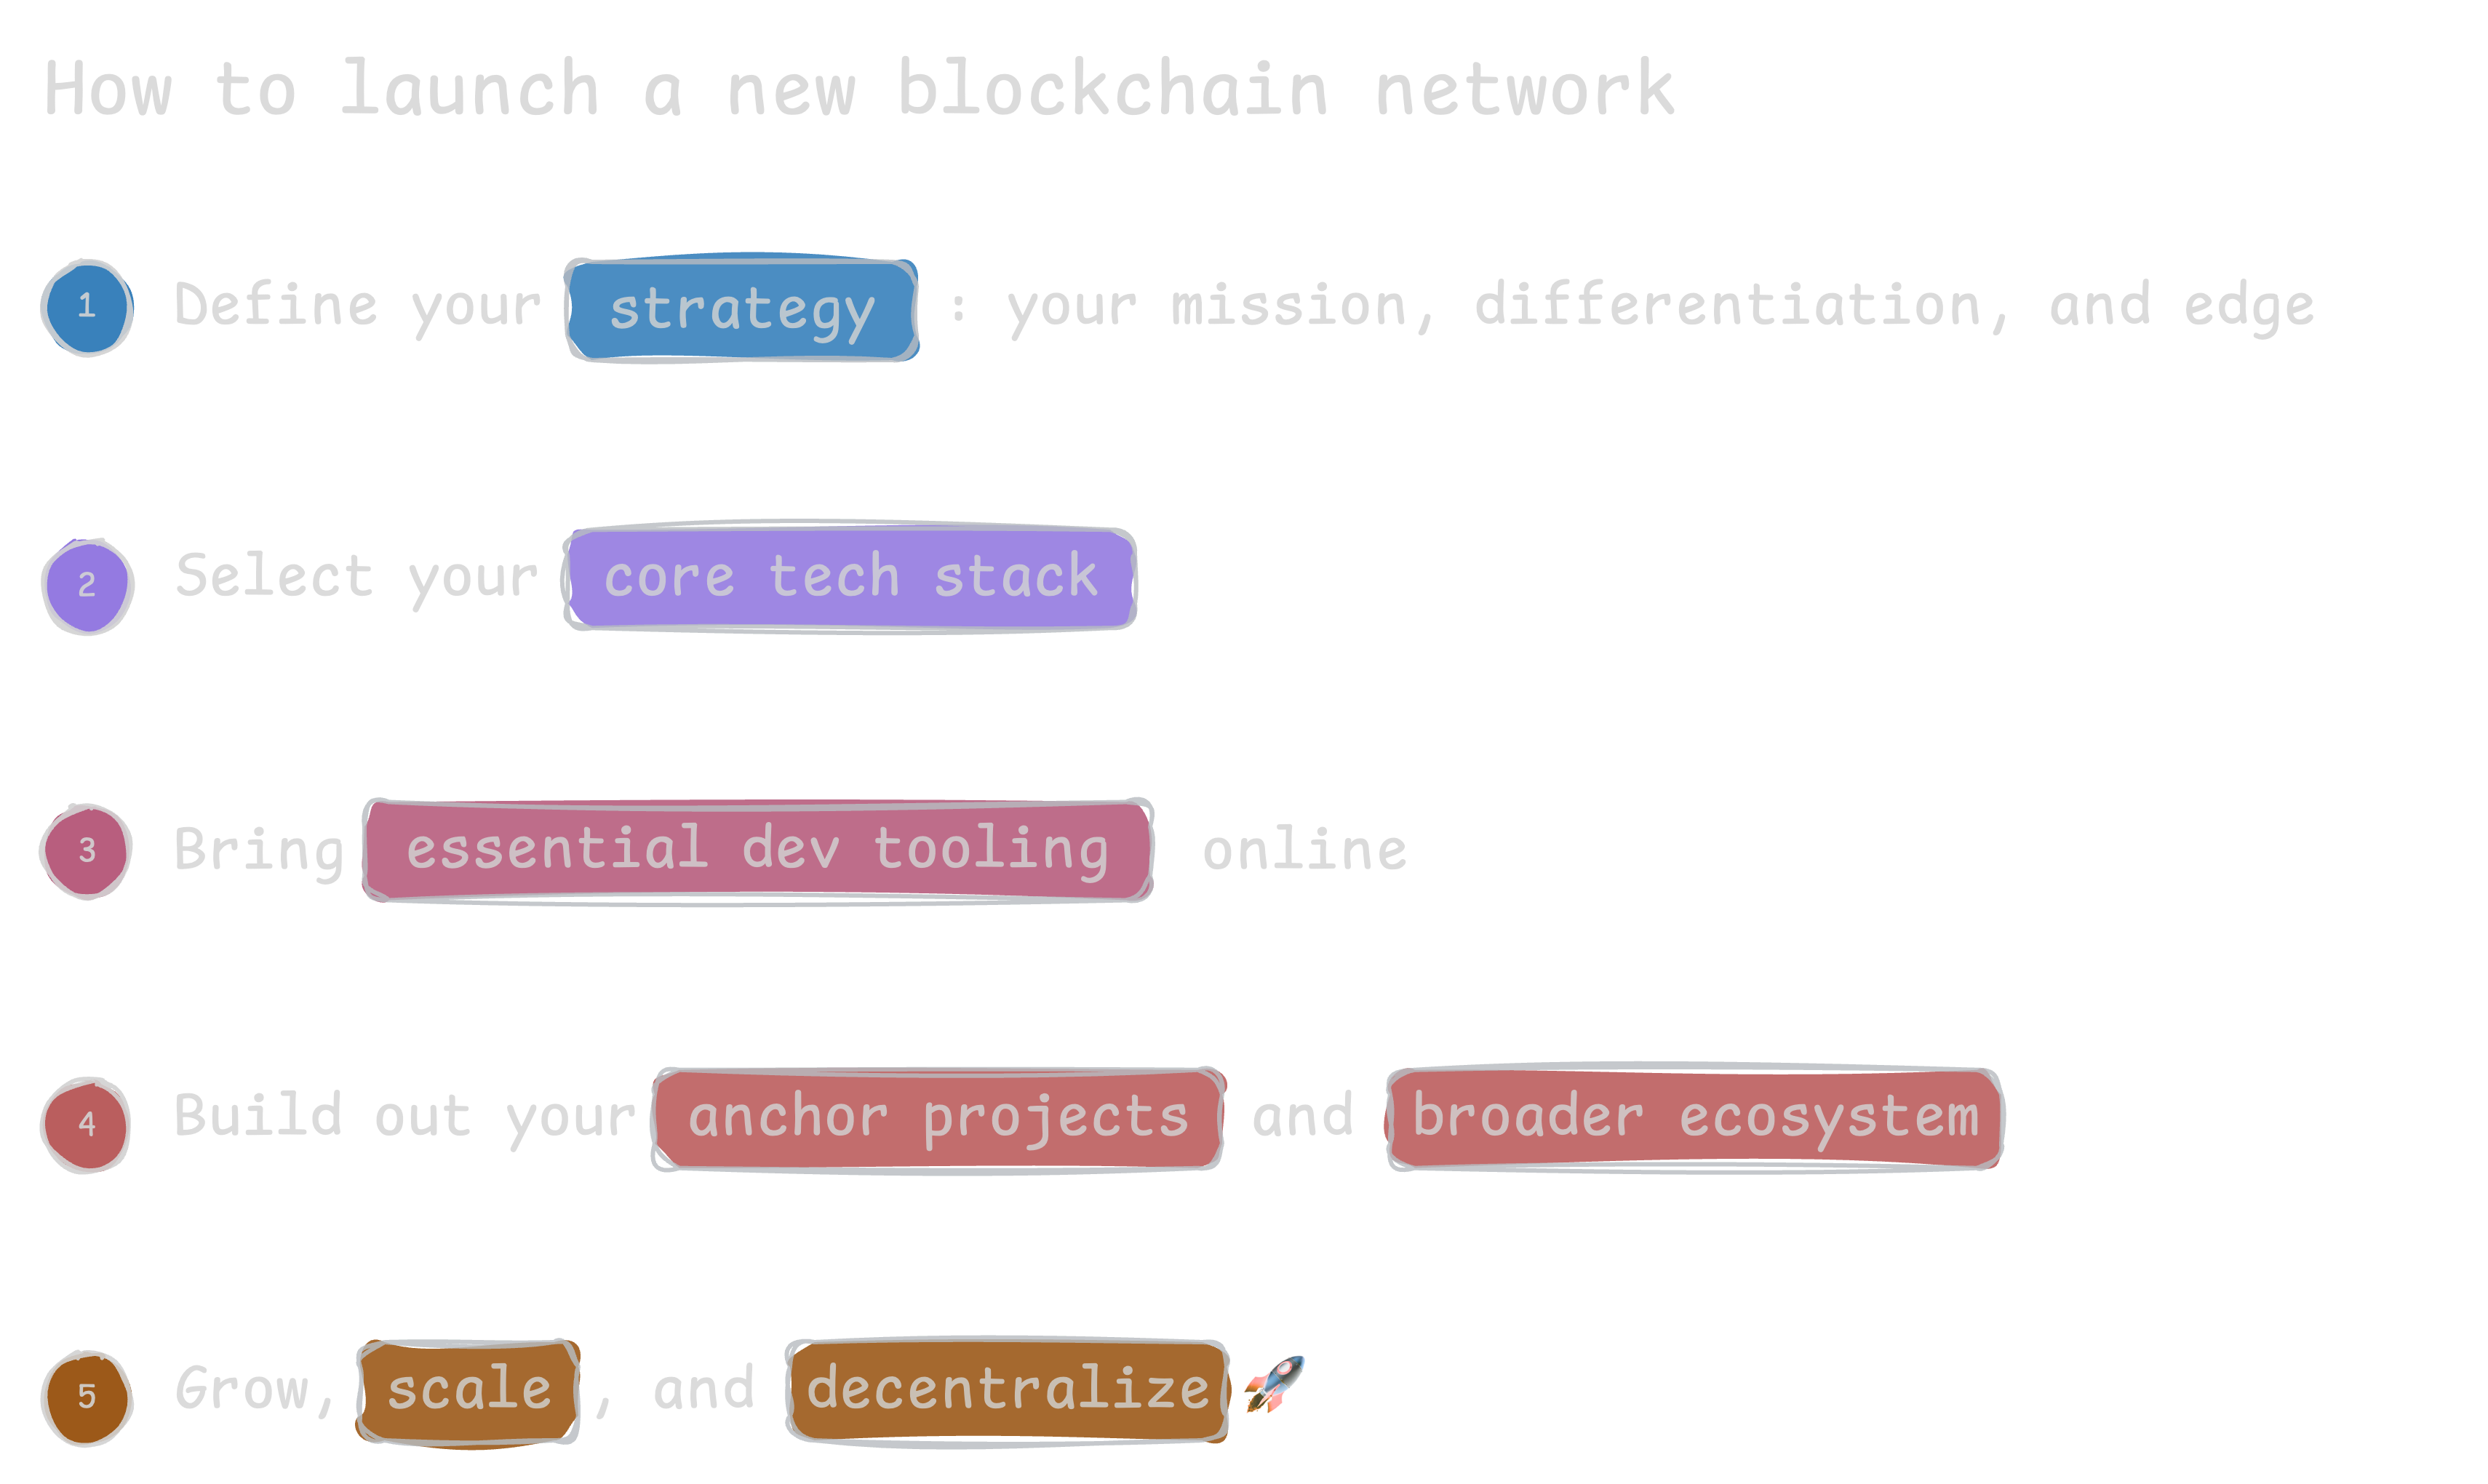 How to launch a new blockchain network
1 Define your strategy : your mission, differentiation, and edge
2 Select your core tech stack
3 Bring essential dev tooling online
4 Build out your anchor projects and broader ecosystem
5 Grow, scale, and decentralize